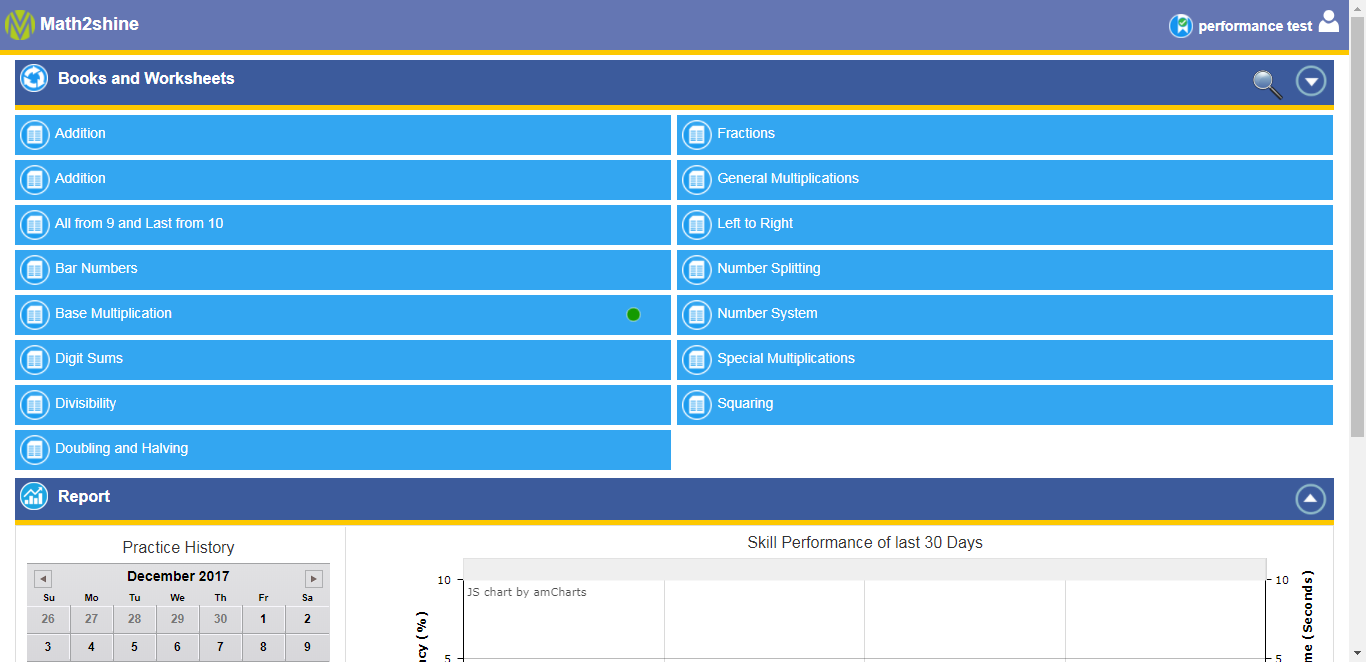 Math2shine
performance test
Books and Worksheets
Addition
Addition
All from 9 and Last from 10
Bar Numbers
Base Multiplication
Digit Sums
Divisibility
Doubling and Halving
Fractions
General Multiplications
Left to Right
Number Splitting
Number System
Special Multiplications
Squaring
Report
Practice History
December 2017
Su Mo Tu We Th Fr Sa
26 27 28 29 30 1 2
3 4 5 6 7 8 9
Skill Performance of last 30 Days
10
5
JS chart by amCharts
10
5
(%)
(Seconds)